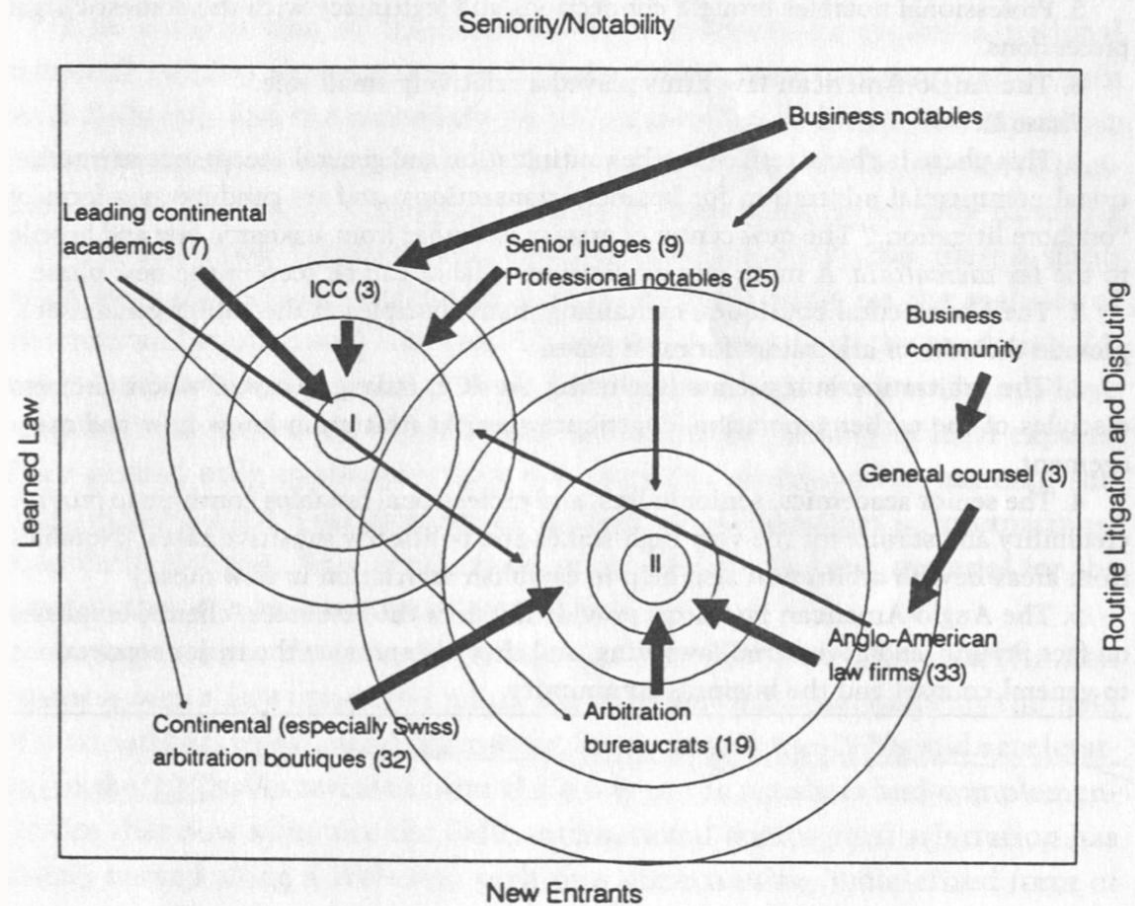 Seniority/Notability
Business notables
Leading continental
academics (7)
Senior judges (9)
Professional notables (25)
ICC (3)
Business
community
I
General counsel (3)
Learned Law
Routine Litigation and Disputing
II
Anglo-American
law firms (33)
Continental (especially Swiss)
arbitration boutiques (32)
Arbitration
bureaucrats (19)
New Entrants